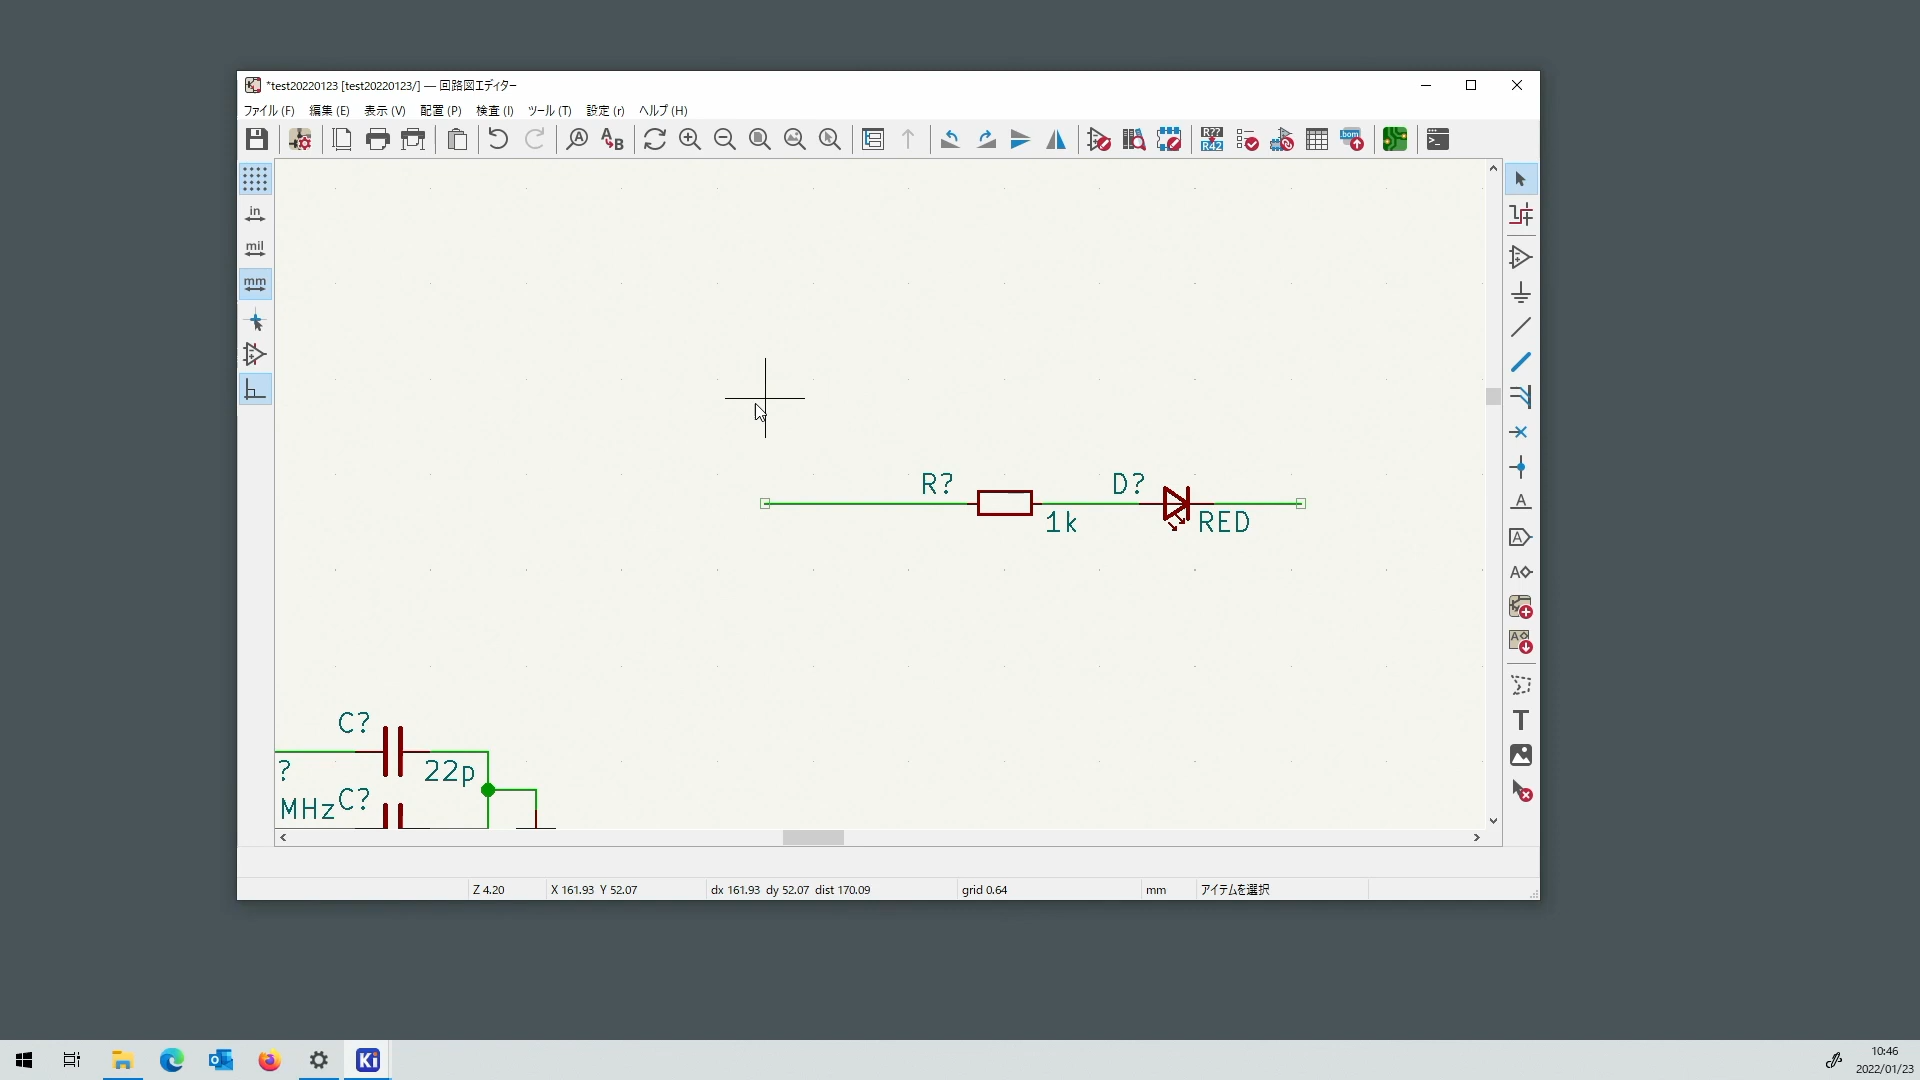 *test20220123 [test20220123/] — 回路図エディター
ファイル (F) 編集 (E) 表示 (V) 配置 (P) 検査 (I) ツール (T) 設定 (r) ヘルプ (H)
A
A B
R??
R42
.bom
in
mil
mm
A
A
A
A
T
R?
D?
1k
RED
C?
?
22p
C?
MHz
Z 4.20
X 161.93 Y 52.07
dx 161.93 dy 52.07 dist 170.09
grid 0.64
mm
アイテムを選択
Ki
10:46
2022/01/23